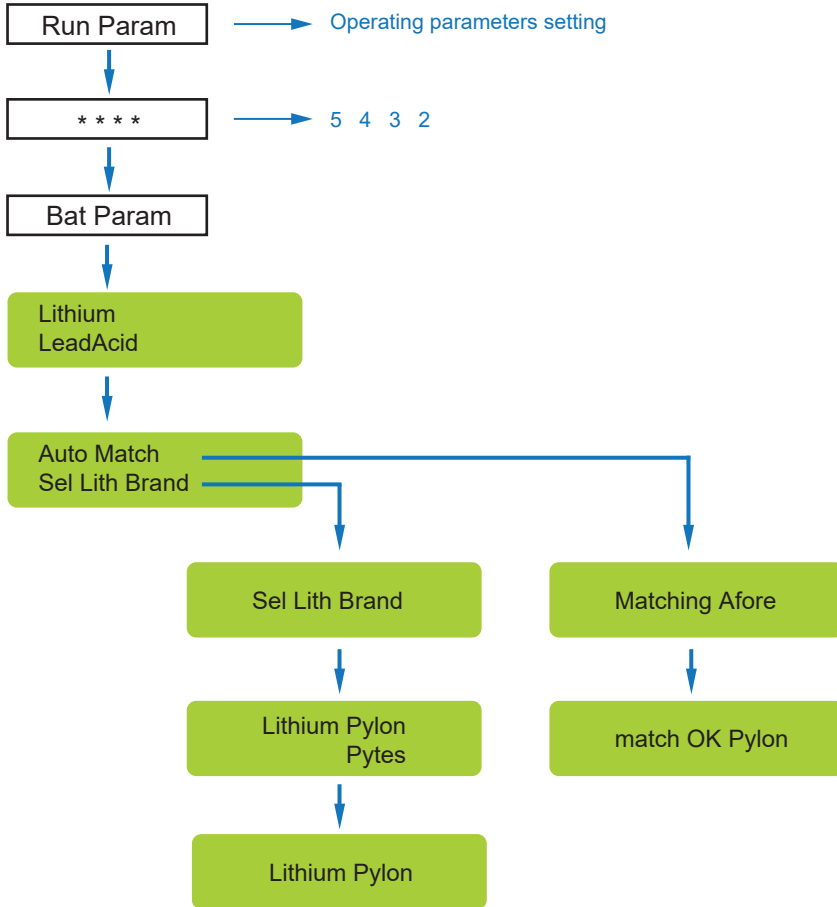 Run Param
Operating parameters setting
* * * *
5 4 3 2
Bat Param
Lithium
LeadAcid
Auto Match
Sel Lith Brand
Sel Lith Brand
Matching Afore
Lithium Pylon
Pytes
match OK Pylon
Lithium Pylon